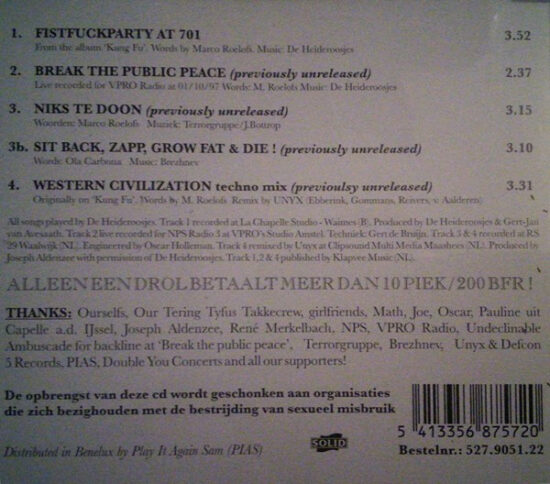 1. FISTFUCKPARTY AT 701 3.52
From the album 'Kung Fu'. Words by Marco Roelofs. Music: De Heideroosjes
2. BREAK THE PUBLIC PEACE (previously unreleased) 2.37
Live recorded for VPRO Radio at 01/10/97 Words: M. Roelofs Music: De Heideroosjes
3. NIKS TE DOON (previously unreleased) 3.15
Woorden: Marco Roelofs Muziek: Terrorgruppe/J.Bottrop
3b. SIT BACK, ZAPP, GROW FAT & DIE ! (previously unreleased) 3.10
Words: Ola Carbona Music: Brezhnev
4. WESTERN CIVILIZATION techno mix (previoulsy unreleased) 3.31
Originally on 'Kung Fu'. Words by M. Roelofs Remix by UNYX (Ebberink, Gommans, Reivers, v. Aalderen)
All songs played by De Heideroosjes. Track 1 recorded at La Chapelle Studio - Waimes (B). Produced by De Heideroosjes & Gert-Jan
van Avesaath. Track 2 live recorded for NPS Radio 3 at VPRO's Studio Amstel. Techniek: Gert de Bruijn. Track 3 & 4 recorded at RS
29 Waalwijk (NL). Engineered by Oscar Holleman. Track 4 remixed by Unyx at Clipsound Multi Media Maashees (NL). Produced by
Joseph Aldenzee with permission of De Heideroosjes. Track 1,2 & 4 published by Klapvee Music (NL).
ALLEEN EEN DROL BETAALT MEER DAN 10 PIEK / 200 BFR !
THANKS: Ourselfs, Our Tering Tyfus Takkecrew, girlfriends, Math, Joe, Oscar, Pauline uit
Capelle a.d. IJssel, Joseph Aldenzee, René Merkelbach, NPS, VPRO Radio, Undeclinable
Ambuscade for backline at 'Break the public peace', Terrorgruppe, Brezhnev, Unyx & Defcon
5 Records, PIAS, Double You Concerts and all our supporters!
De opbrengst van deze cd wordt geschonken aan organisaties
die zich bezighouden met de bestrijding van sexueel misbruik
5 413356 875720
Distributed in Benelux by Play It Again Sam (PIAS)
SOLID
Bestelnr.: 527.9051.22